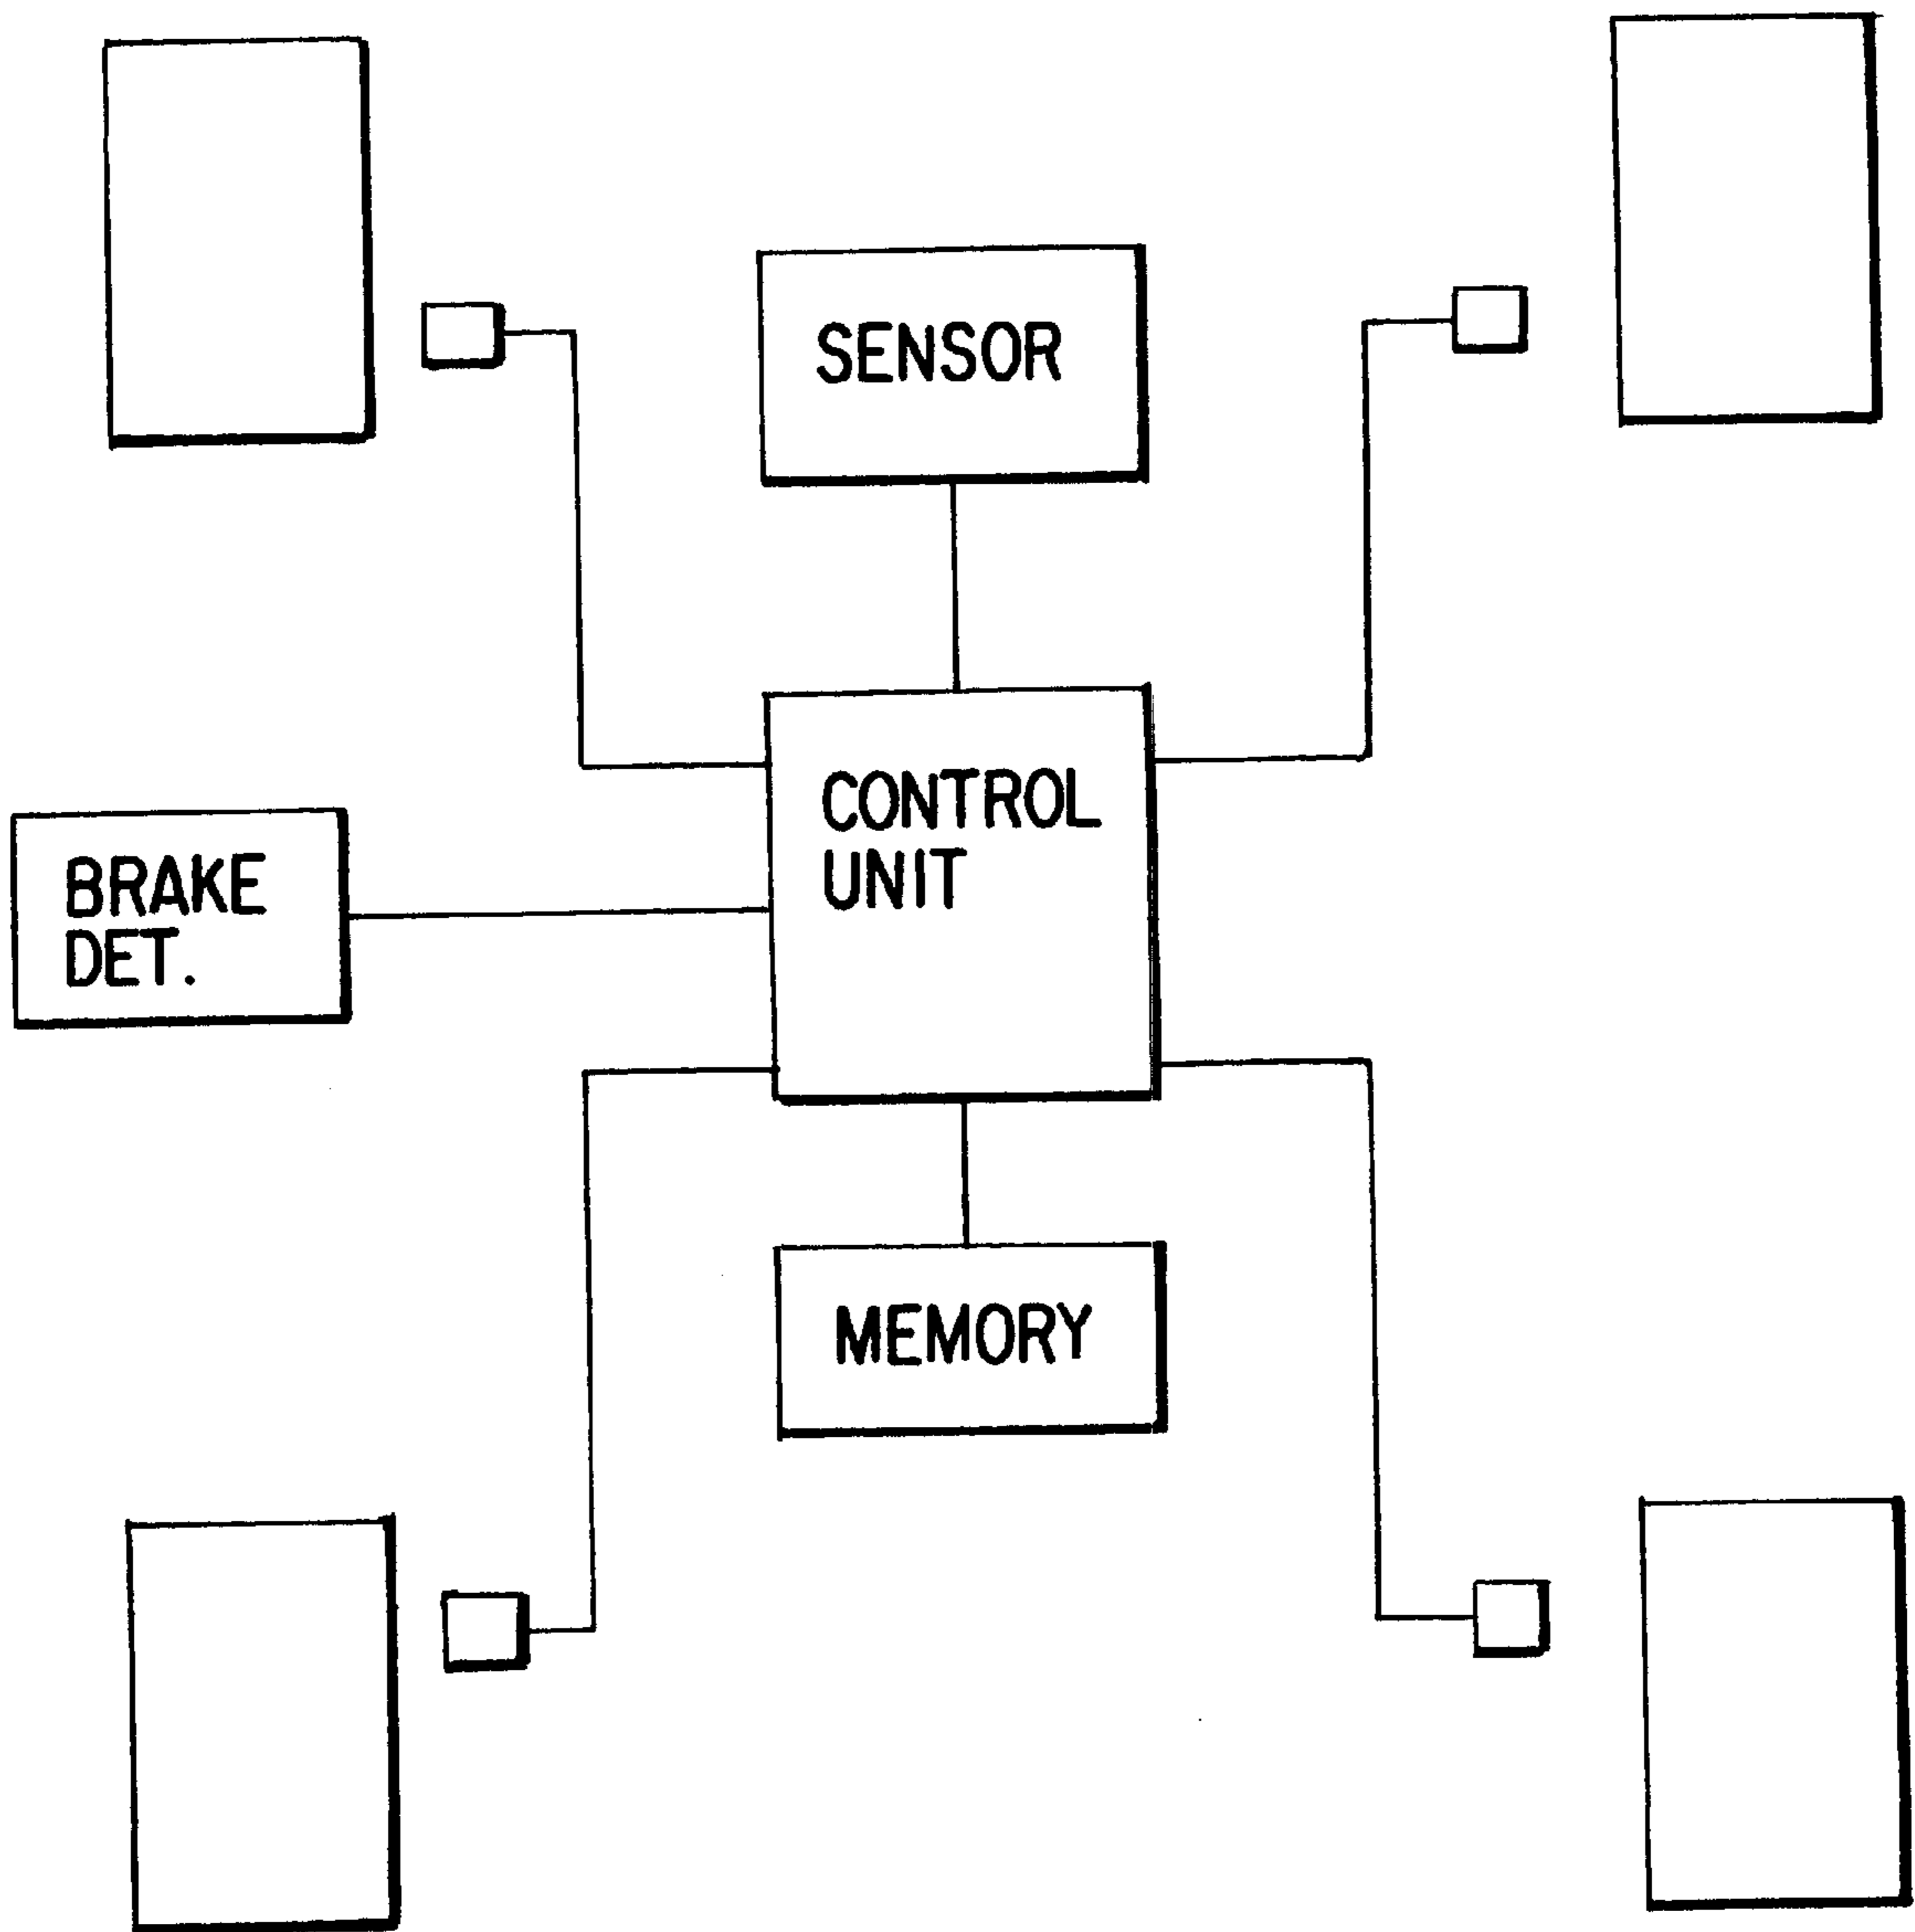 SENSOR
CONTROL
UNIT
BRAKE
DET.
MEMORY